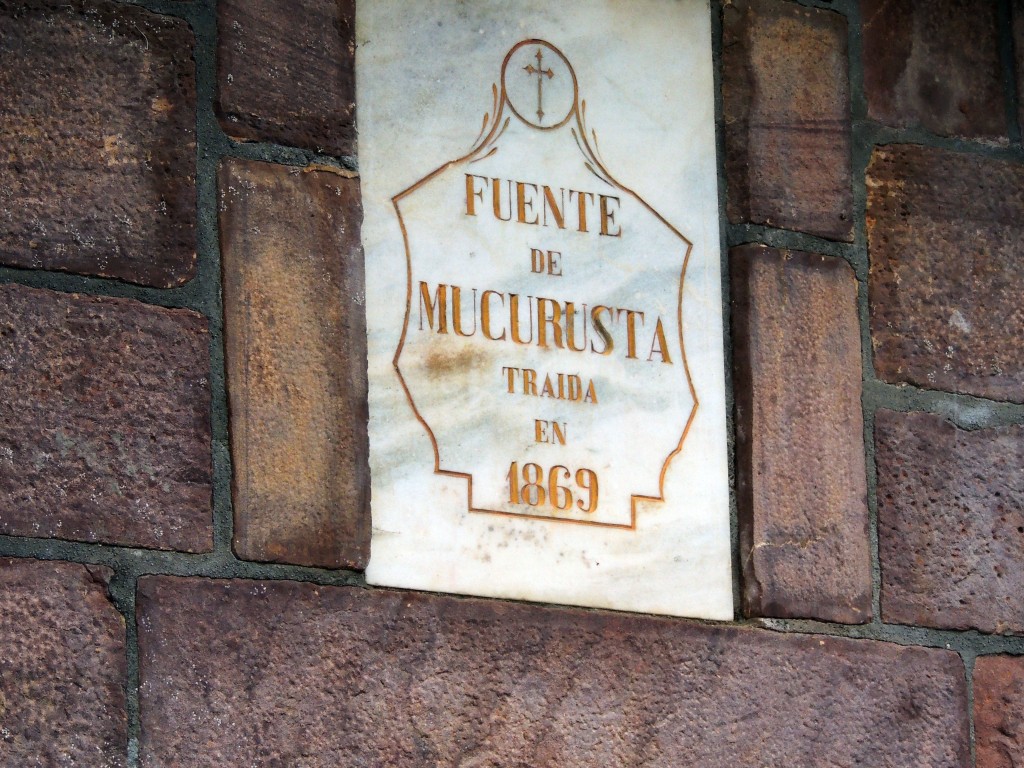 FUENTE
DE
MUCURUSTA
TRAIDA
EN
1869